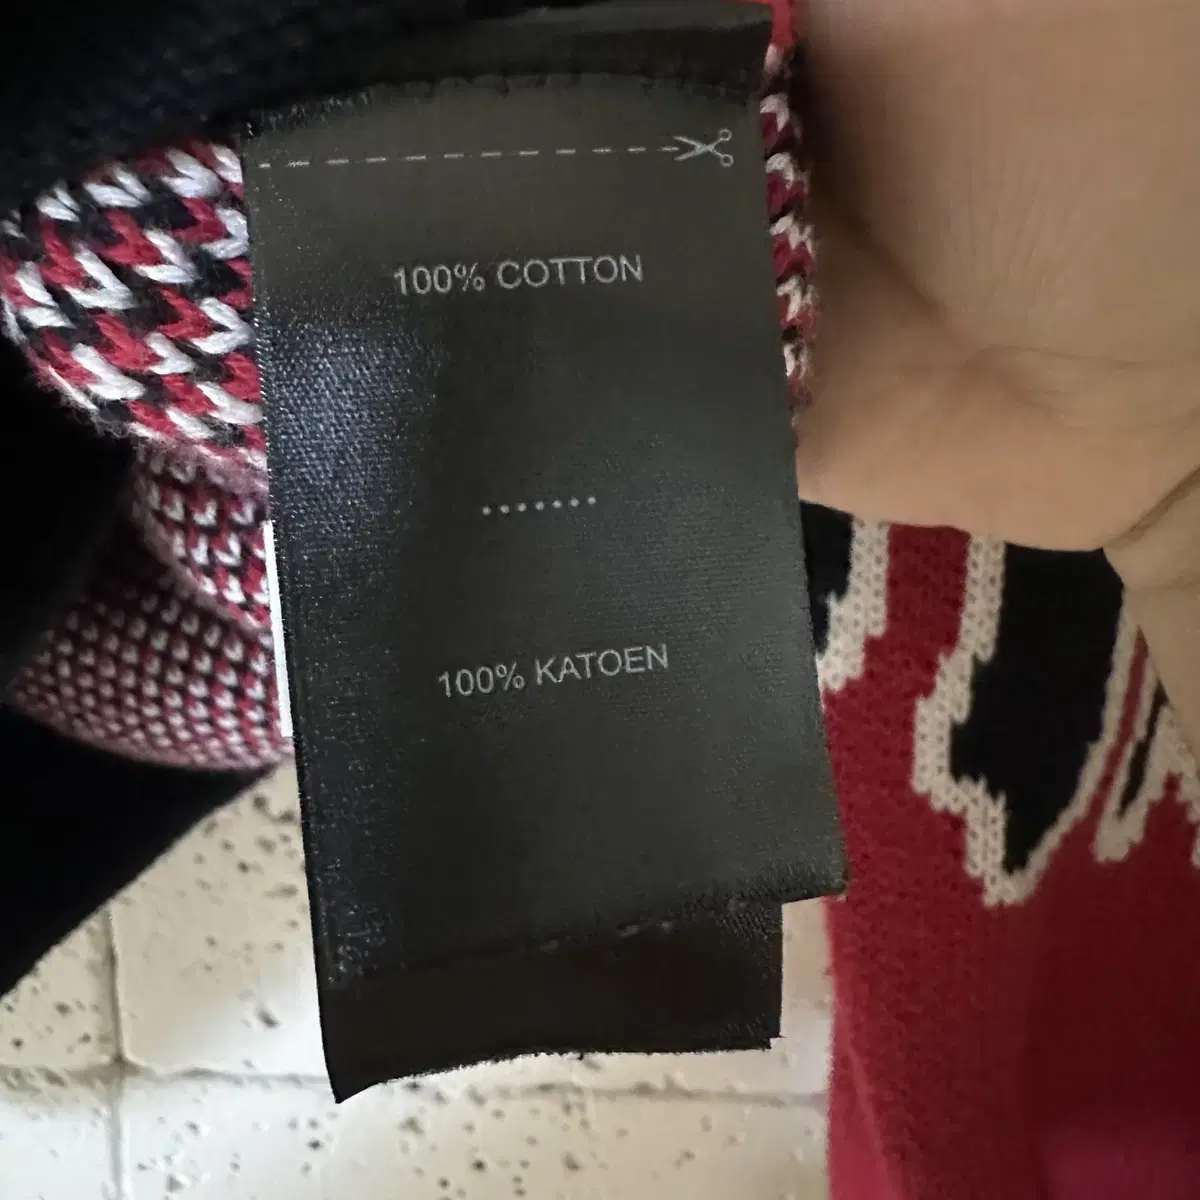 100% COTTON
.......
100% KATOEN